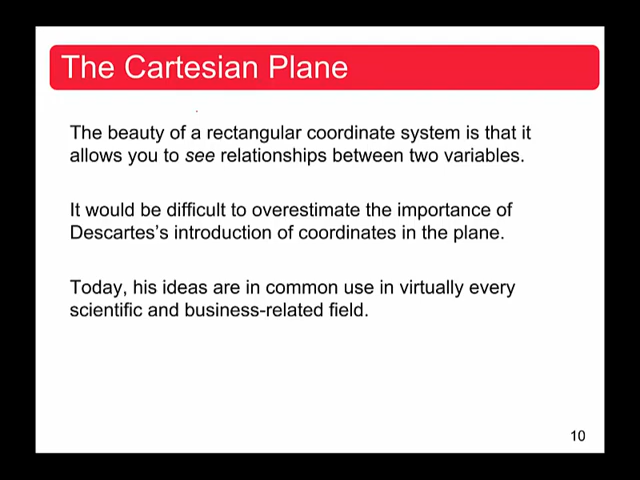 The Cartesian Plane
The beauty of a rectangular coordinate system is that it
allows you to see relationships between two variables.
It would be difficult to overestimate the importance of
Descartes’s introduction of coordinates in the plane.
Today, his ideas are in common use in virtually every
scientific and business-related field.
10